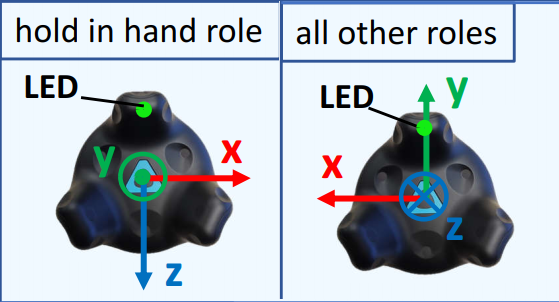 hold in hand role
LED
y
x
z
all other roles
LED
y
x
z